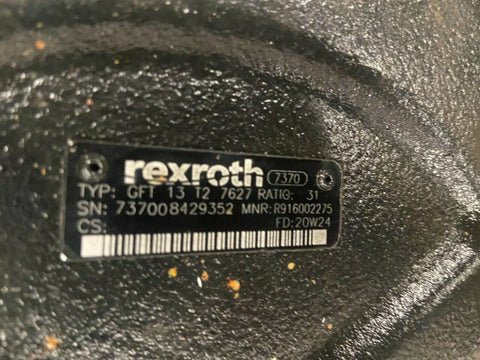 rexroth 7370
TYP: GFT 13 T2 7627 RATIO: 31
SN: 737008429352 MNR: R916002275
CS: FD: 20W24